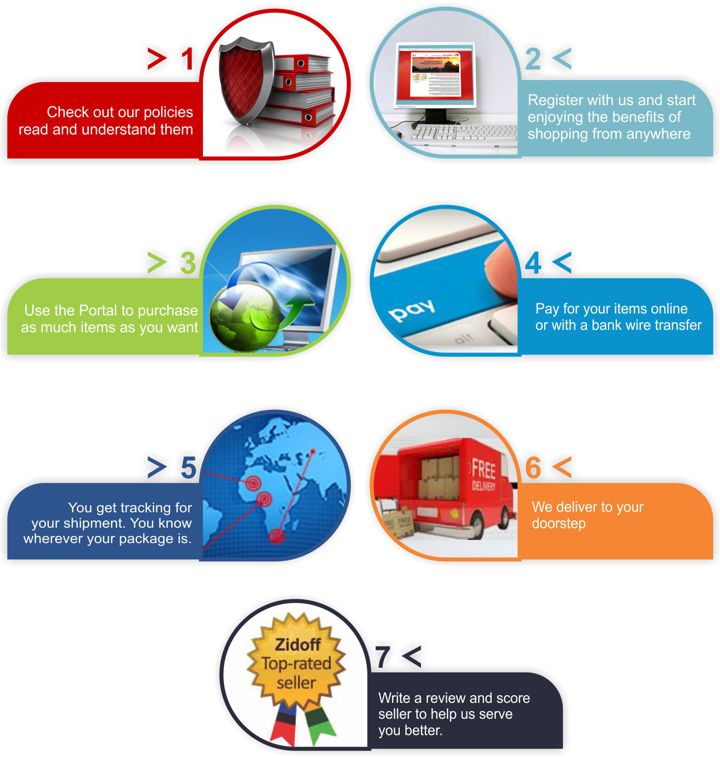 > 1
Check out our policies
read and understand them
2 <
Register with us and start
enjoying the benefits of
shopping from anywhere
> 3
Use the Portal to purchase
as much items as you want
pay
alt
4 <
Pay for your items online
or with a bank wire transfer
> 5
You get tracking for
your shipment. You know
wherever your package is.
FREE
DELIVERY
FREE
6 <
We deliver to your
doorstep
Zidoff
Top-rated
seller
7 <
Write a review and score
seller to help us serve
you better.